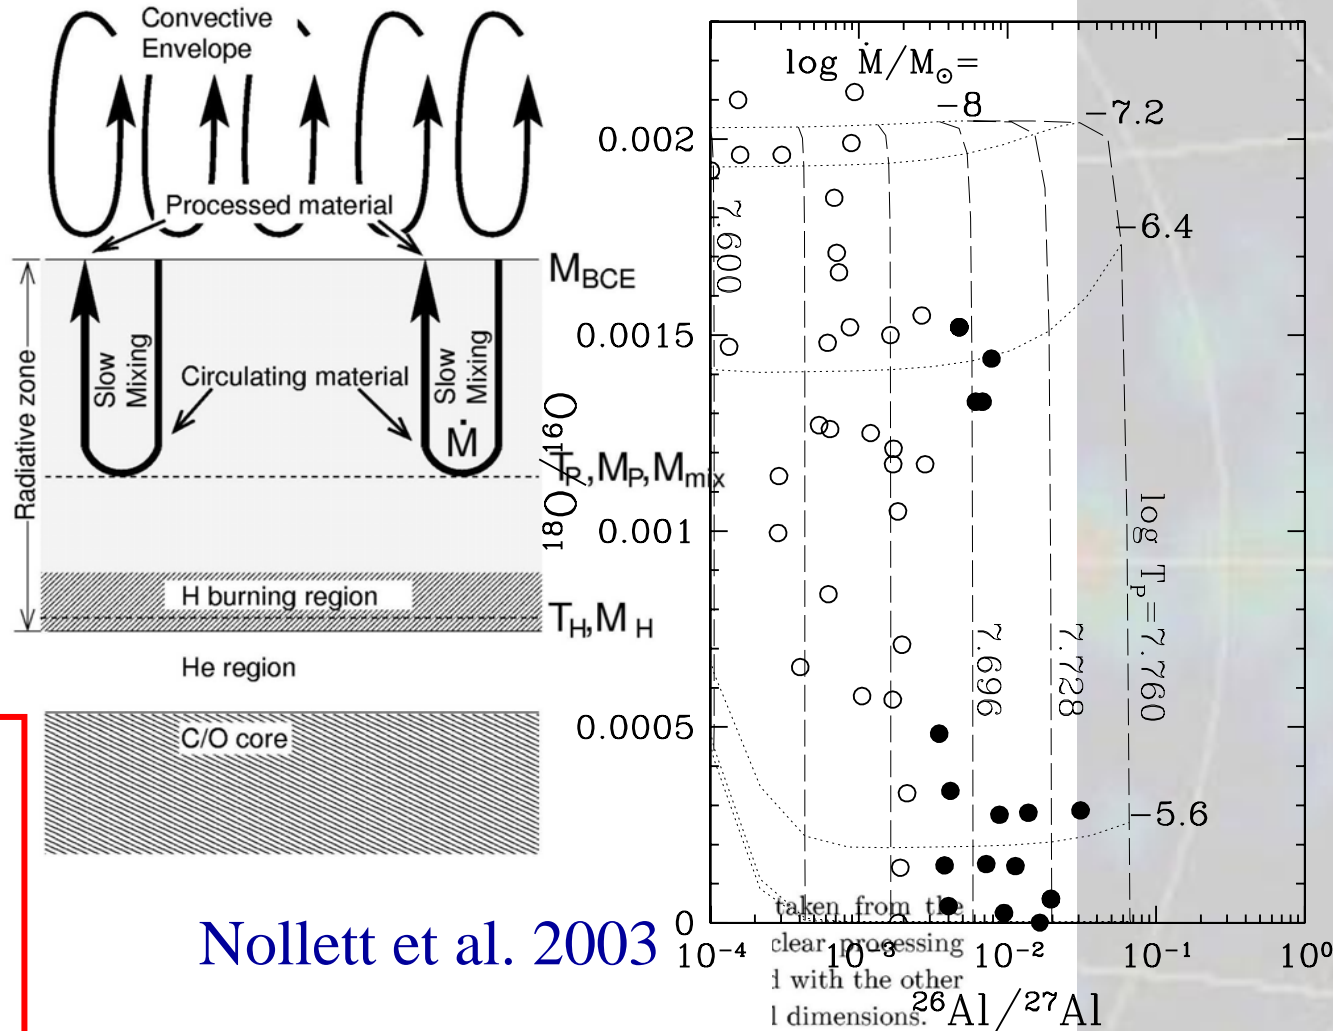 Convective
Envelope
Processed material
M_BCE
Radiative zone
Slow
Mixing
Circulating material
Slow
Mixing
Ṁ
T_P,M_P,M_mix
H burning region
T_H,M_H
He region
C/O core
Nollett et al. 2003
log Ṁ/M_⊙=
−8
−7.2
−6.4
−5.6
7.600
7.696
7.728
log T_P=7.760
¹⁸O/¹⁶O
0.002
0.0015
0.001
0.0005
0
10⁻⁴
10⁻³
10⁻²
10⁻¹
10⁰
²⁶Al/²⁷Al
taken from the
clear processing
d with the other
l dimensions.